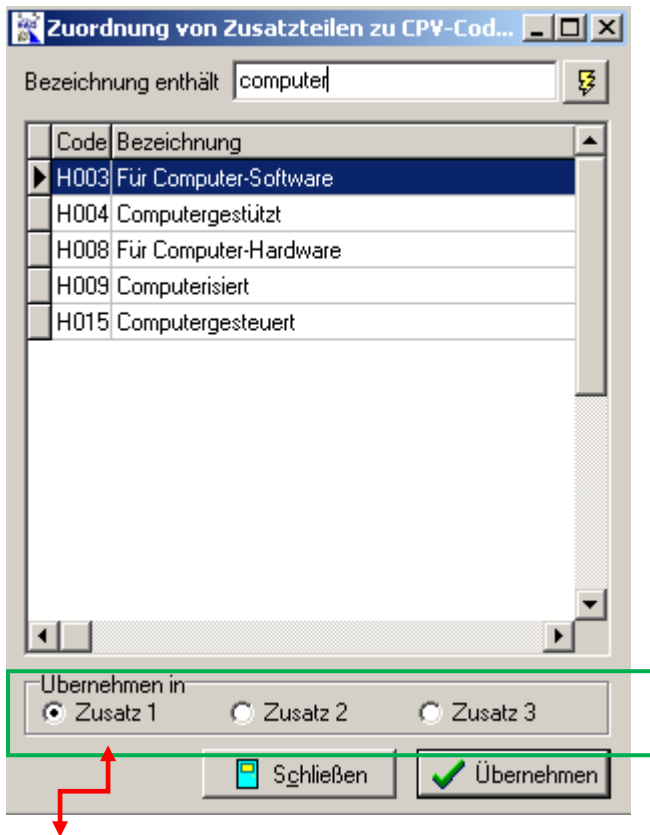 Zuordnung von Zusatzteilen zu CPV-Cod...
Bezeichnung enthält computer
Code Bezeichnung
H003 Für Computer-Software
H004 Computergestützt
H008 Für Computer-Hardware
H009 Computerisiert
H015 Computergesteuert
Übernehmen in
Zusatz 1 Zusatz 2 Zusatz 3
Schließen Übernehmen